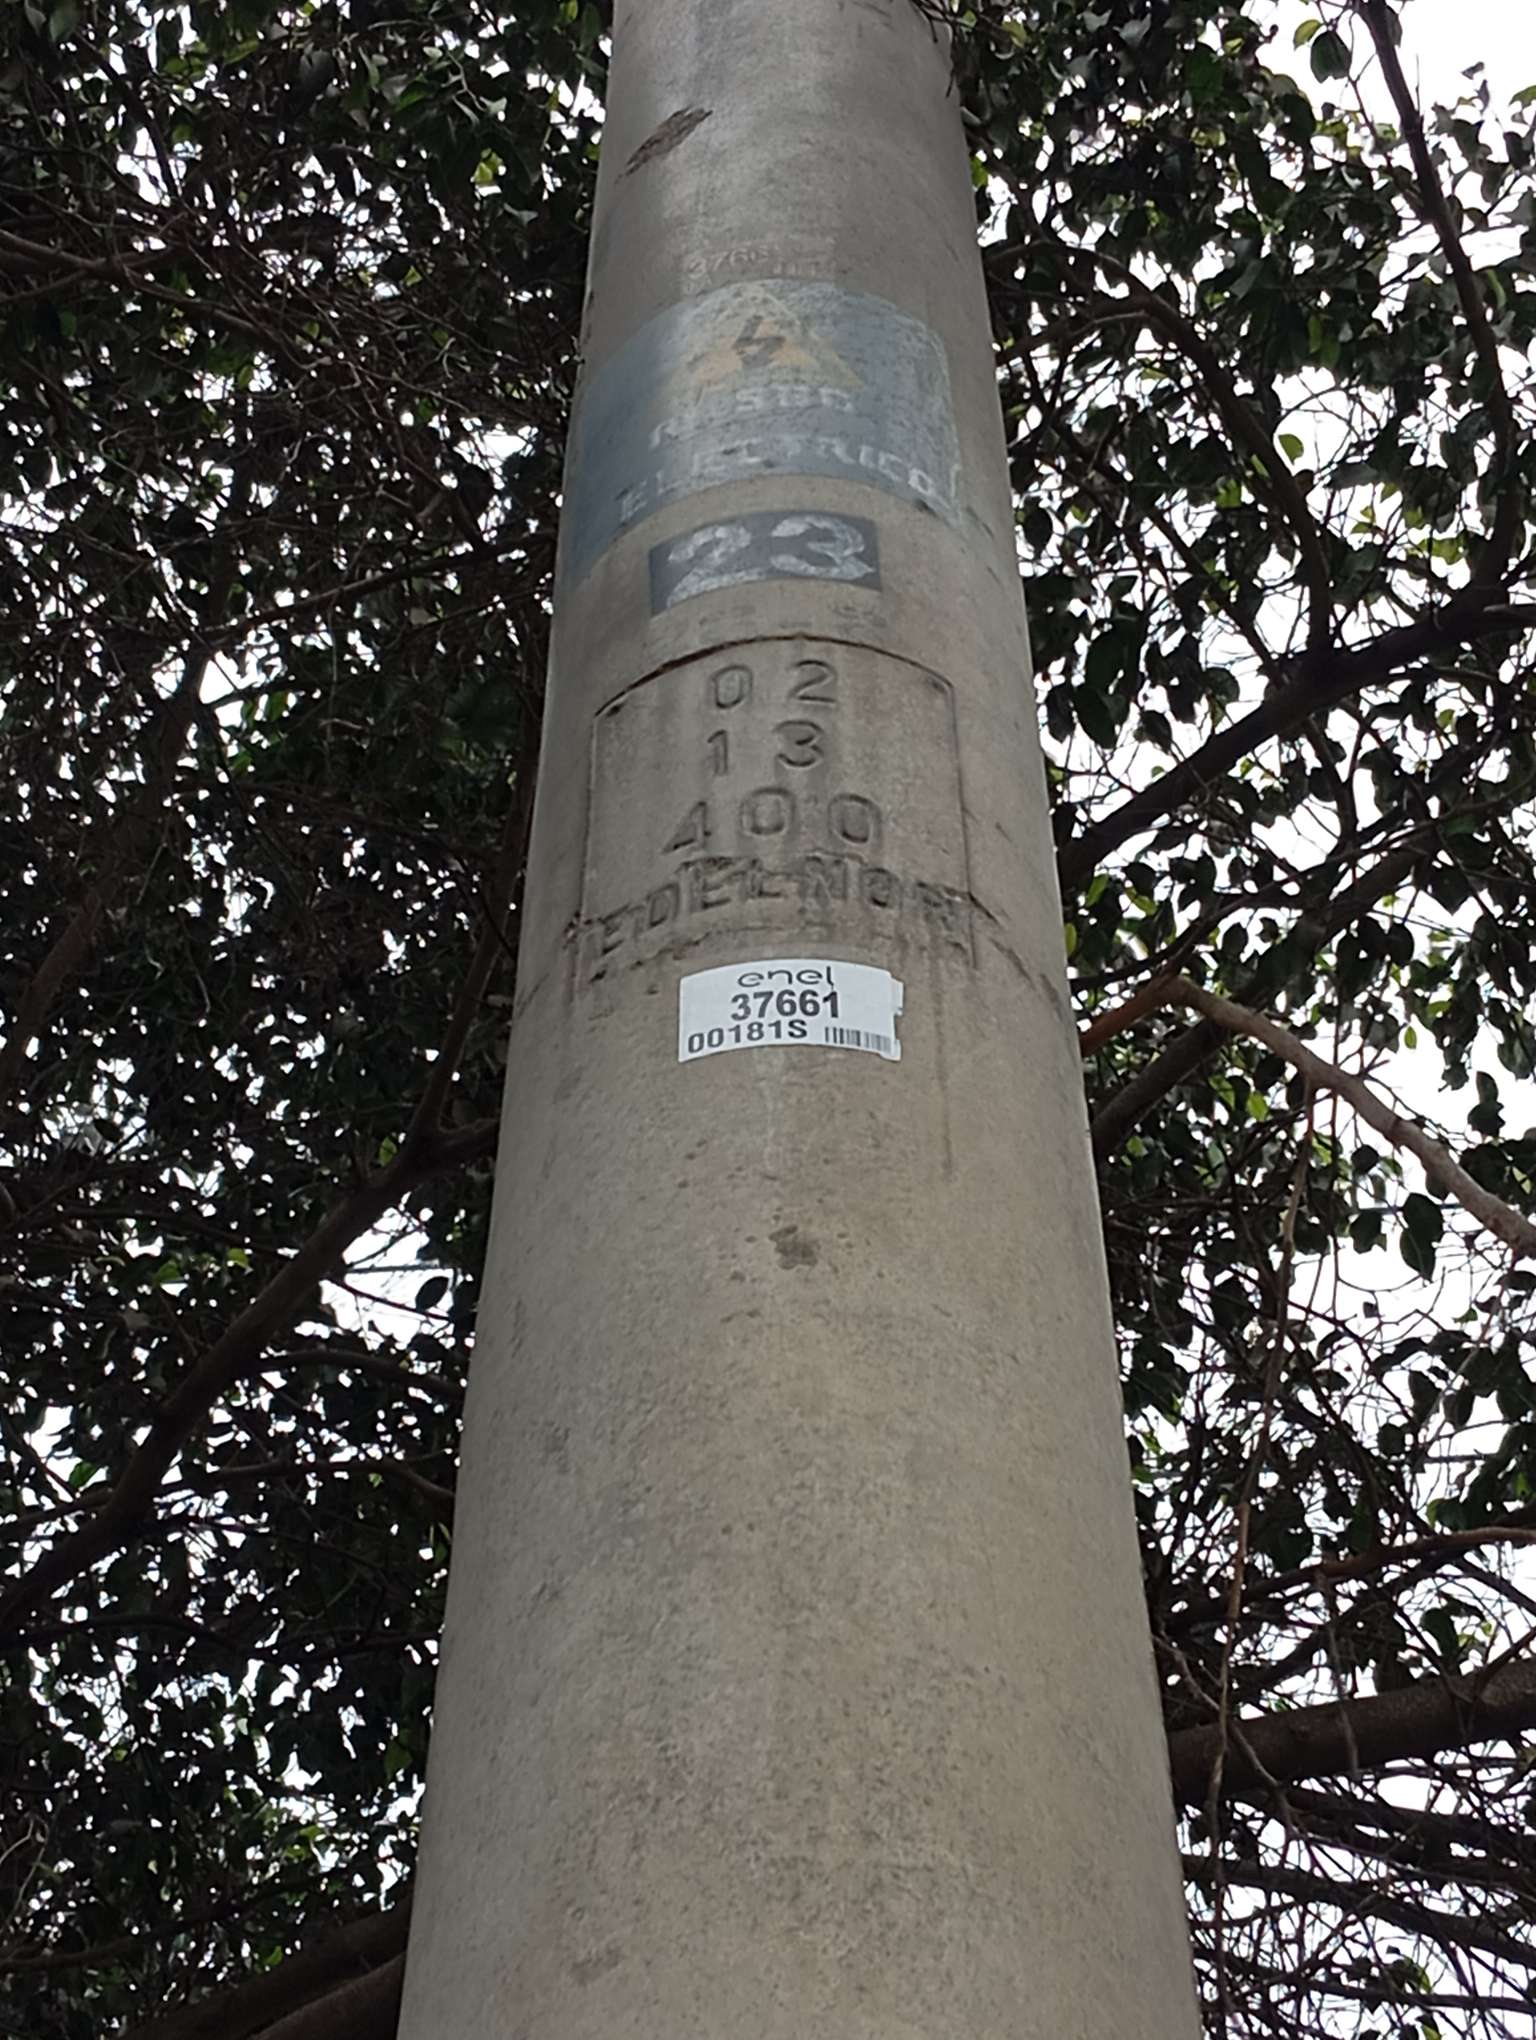 RIESGO
ELECTRICO
23
02
13
400
EDELNOR
enel
37661
00181S